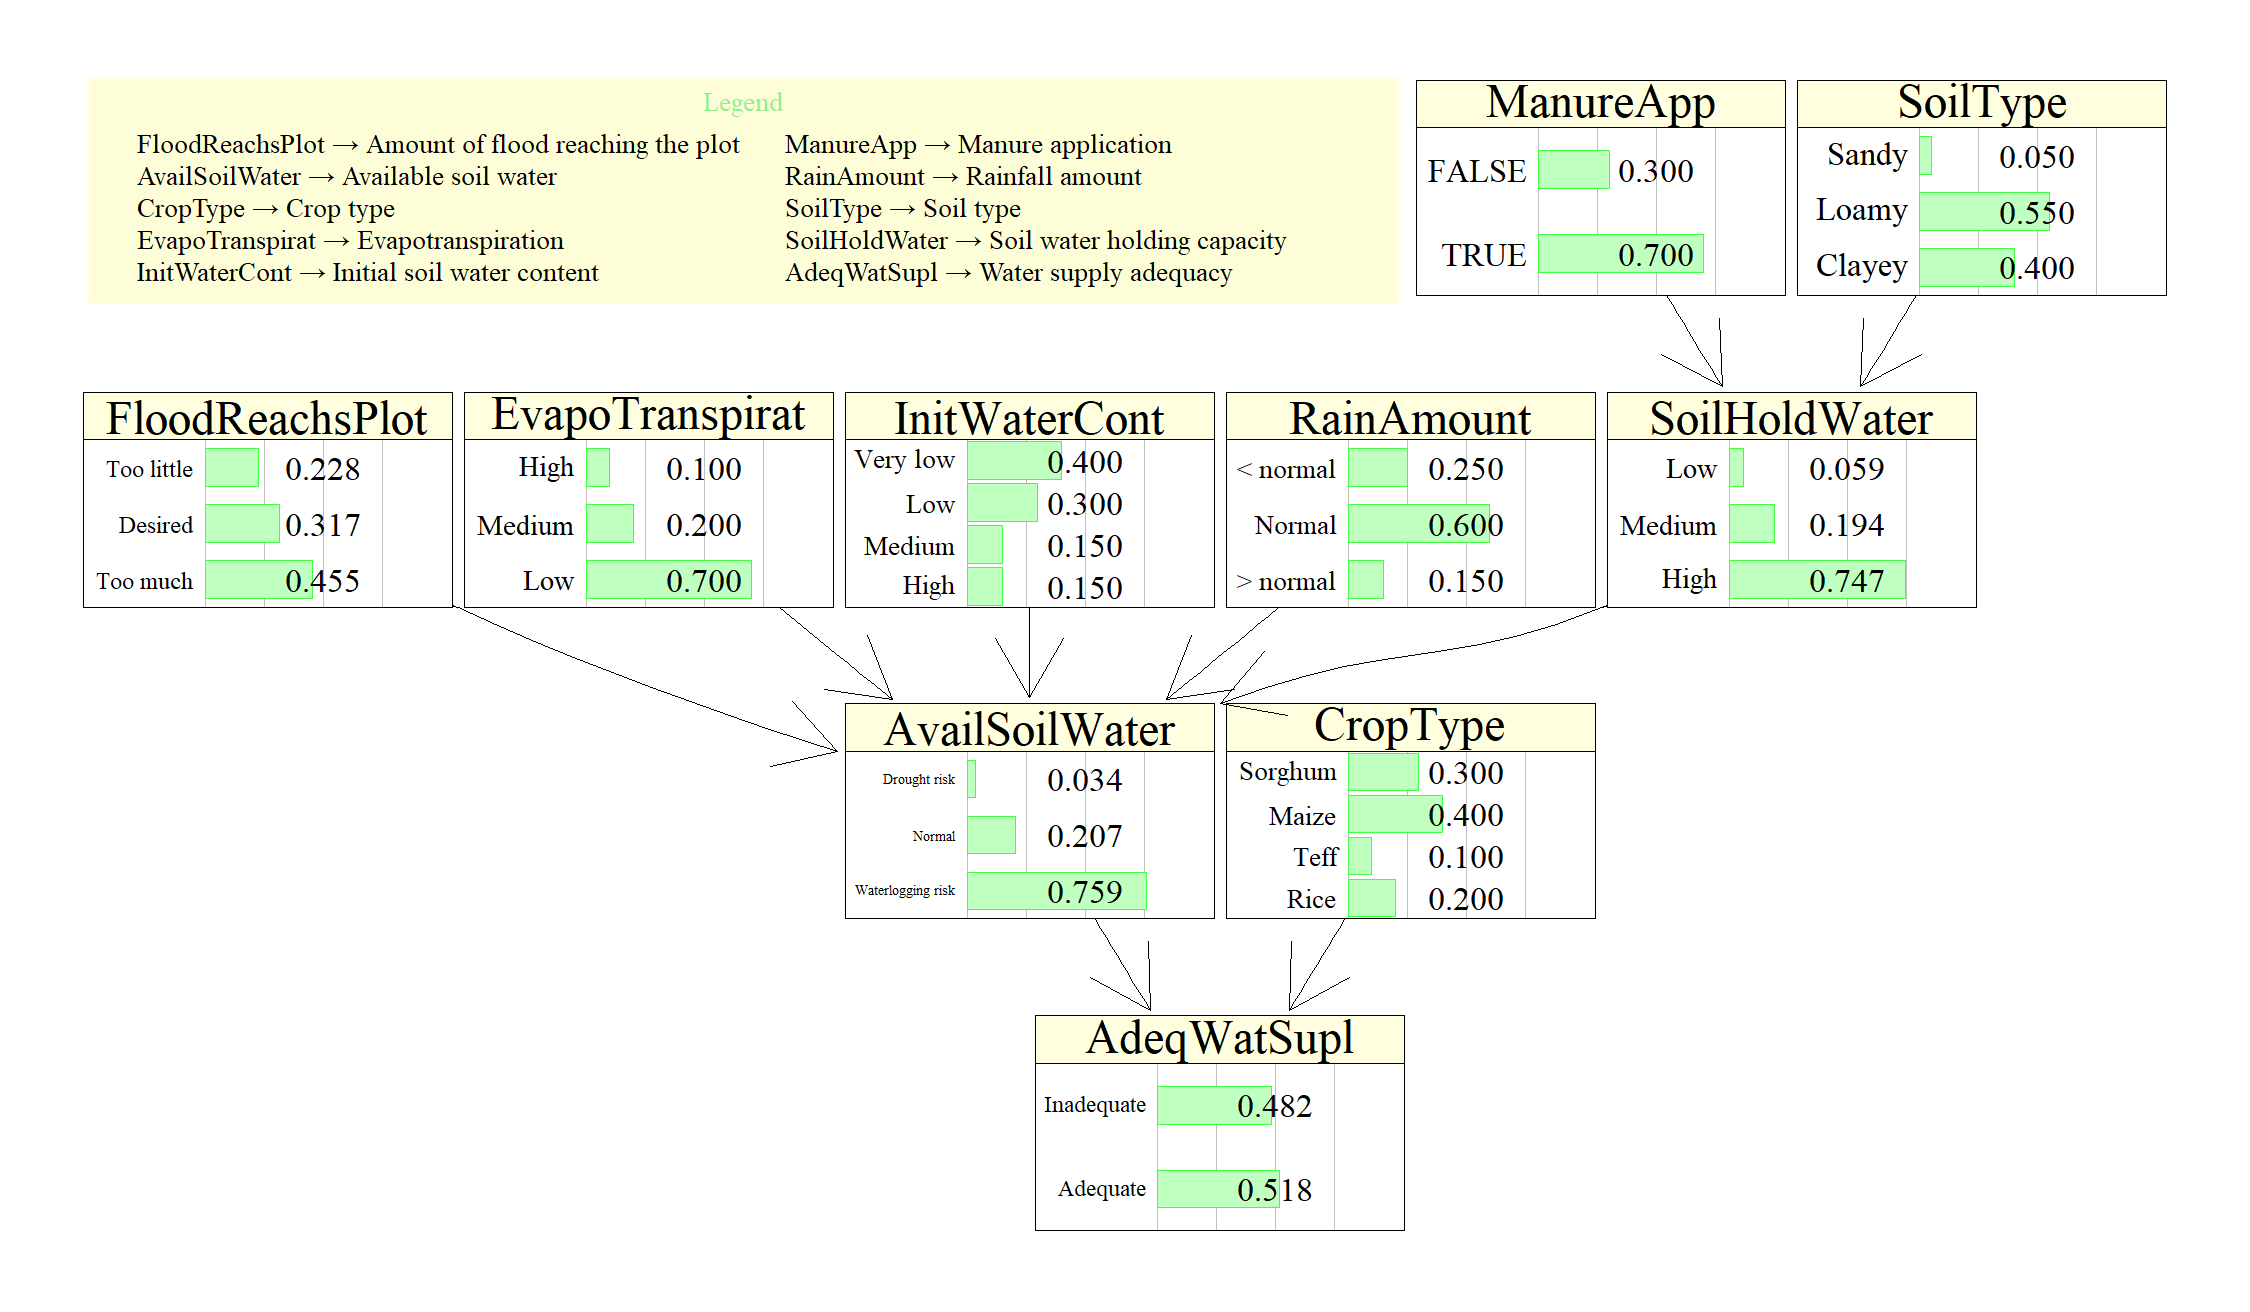 Legend
FloodReachsPlot → Amount of flood reaching the plot
AvailSoilWater → Available soil water
CropType → Crop type
EvapoTranspirat → Evapotranspiration
InitWaterCont → Initial soil water content
ManureApp → Manure application
RainAmount → Rainfall amount
SoilType → Soil type
SoilHoldWater → Soil water holding capacity
AdeqWatSupl → Water supply adequacy
ManureApp
FALSE 0.300
TRUE 0.700
SoilType
Sandy 0.050
Loamy 0.550
Clayey 0.400
FloodReachsPlot
Too little 0.228
Desired 0.317
Too much 0.455
EvapoTranspirat
High 0.100
Medium 0.200
Low 0.700
InitWaterCont
Very low 0.400
Low 0.300
Medium 0.150
High 0.150
RainAmount
< normal 0.250
Normal 0.600
> normal 0.150
SoilHoldWater
Low 0.059
Medium 0.194
High 0.747
AvailSoilWater
Drought risk 0.034
Normal 0.207
Waterlogging risk 0.759
CropType
Sorghum 0.300
Maize 0.400
Teff 0.100
Rice 0.200
AdeqWatSupl
Inadequate 0.482
Adequate 0.518